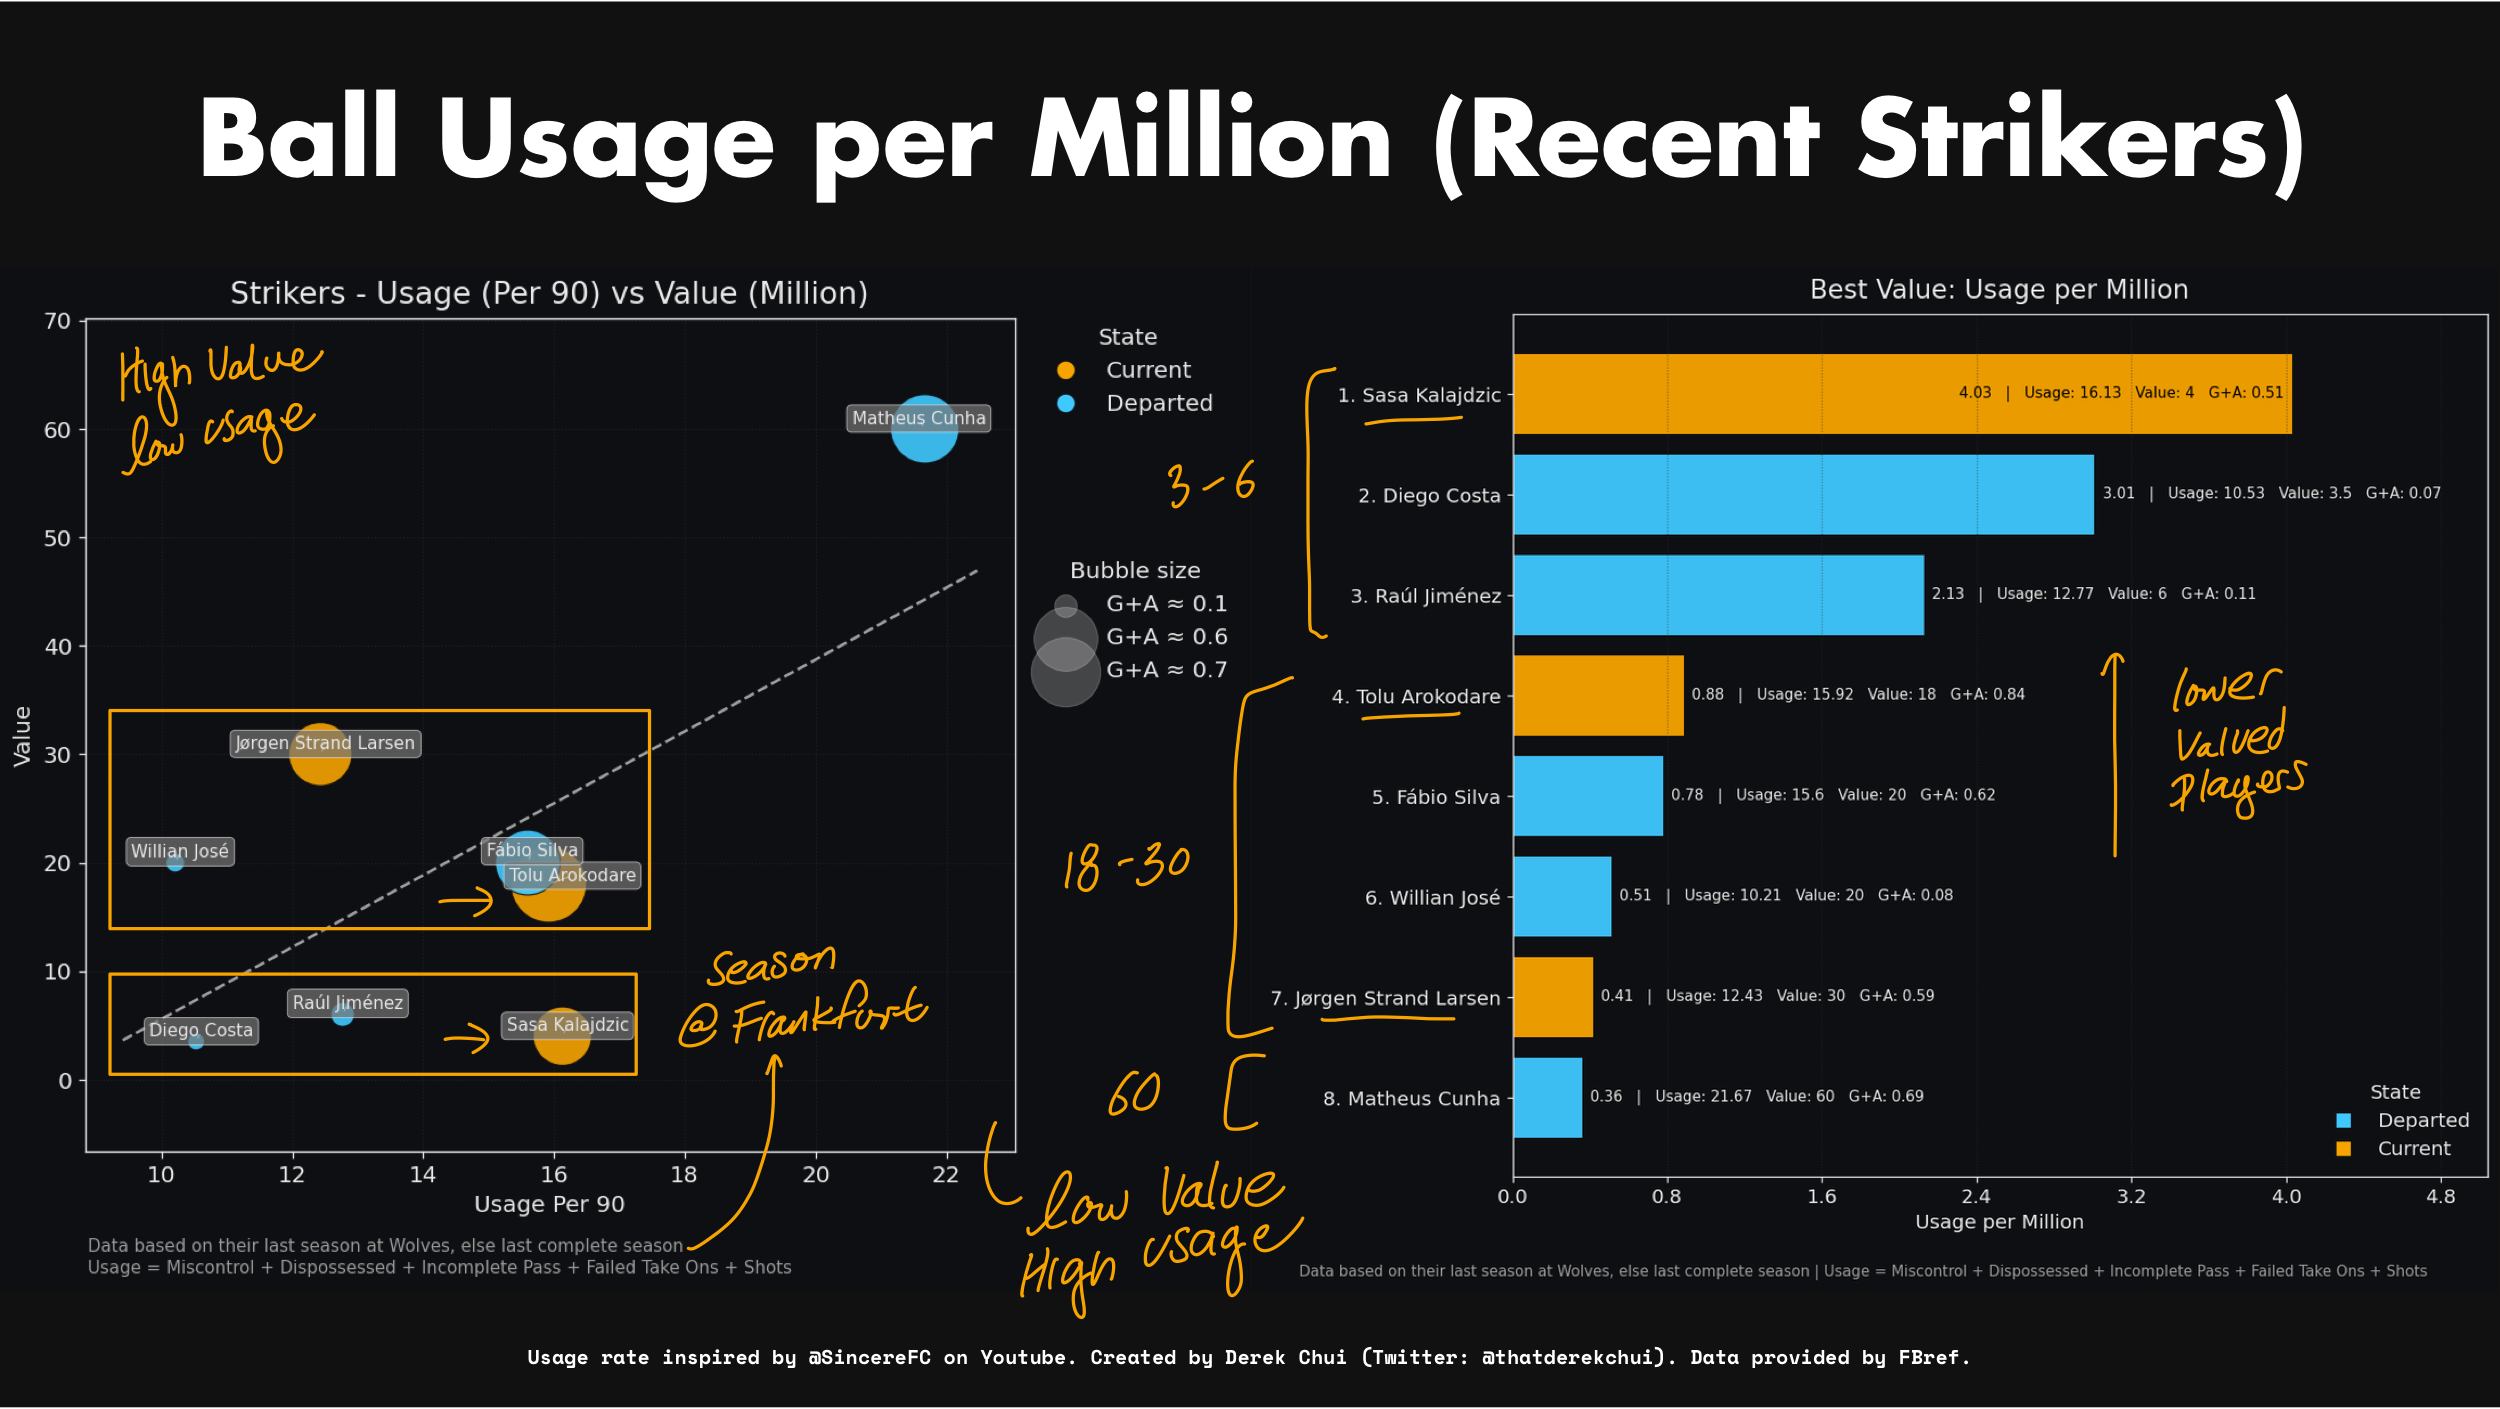 Ball Usage per Million (Recent Strikers)
Strikers - Usage (Per 90) vs Value (Million)
70
60
50
40
30
20
10
0
Value
High Value
low usage
Matheus Cunha
Jørgen Strand Larsen
Willian José
Fábio Silva
Tolu Arokodare
Raúl Jiménez
Diego Costa
Sasa Kalajdzic
season
@ Frankfurt
10 12 14 16 18 20 22
Usage Per 90
Data based on their last season at Wolves, else last complete season
Usage = Miscontrol + Dispossessed + Incomplete Pass + Failed Take Ons + Shots
State
Current
Departed
Bubble size
G+A ≈ 0.1
G+A ≈ 0.6
G+A ≈ 0.7
3-6
18-30
60
low Value
High usage
Best Value: Usage per Million
1. Sasa Kalajdzic 4.03 | Usage: 16.13 Value: 4 G+A: 0.51
2. Diego Costa 3.01 | Usage: 10.53 Value: 3.5 G+A: 0.07
3. Raúl Jiménez 2.13 | Usage: 12.77 Value: 6 G+A: 0.11
4. Tolu Arokodare 0.88 | Usage: 15.92 Value: 18 G+A: 0.84
5. Fábio Silva 0.78 | Usage: 15.6 Value: 20 G+A: 0.62
6. Willian José 0.51 | Usage: 10.21 Value: 20 G+A: 0.08
7. Jørgen Strand Larsen 0.41 | Usage: 12.43 Value: 30 G+A: 0.59
8. Matheus Cunha 0.36 | Usage: 21.67 Value: 60 G+A: 0.69
lower
valued
players
State
Departed
Current
0.0 0.8 1.6 2.4 3.2 4.0 4.8
Usage per Million
Data based on their last season at Wolves, else last complete season | Usage = Miscontrol + Dispossessed + Incomplete Pass + Failed Take Ons + Shots
Usage rate inspired by @SincereFC on Youtube. Created by Derek Chui (Twitter: @thatderekchui). Data provided by FBref.